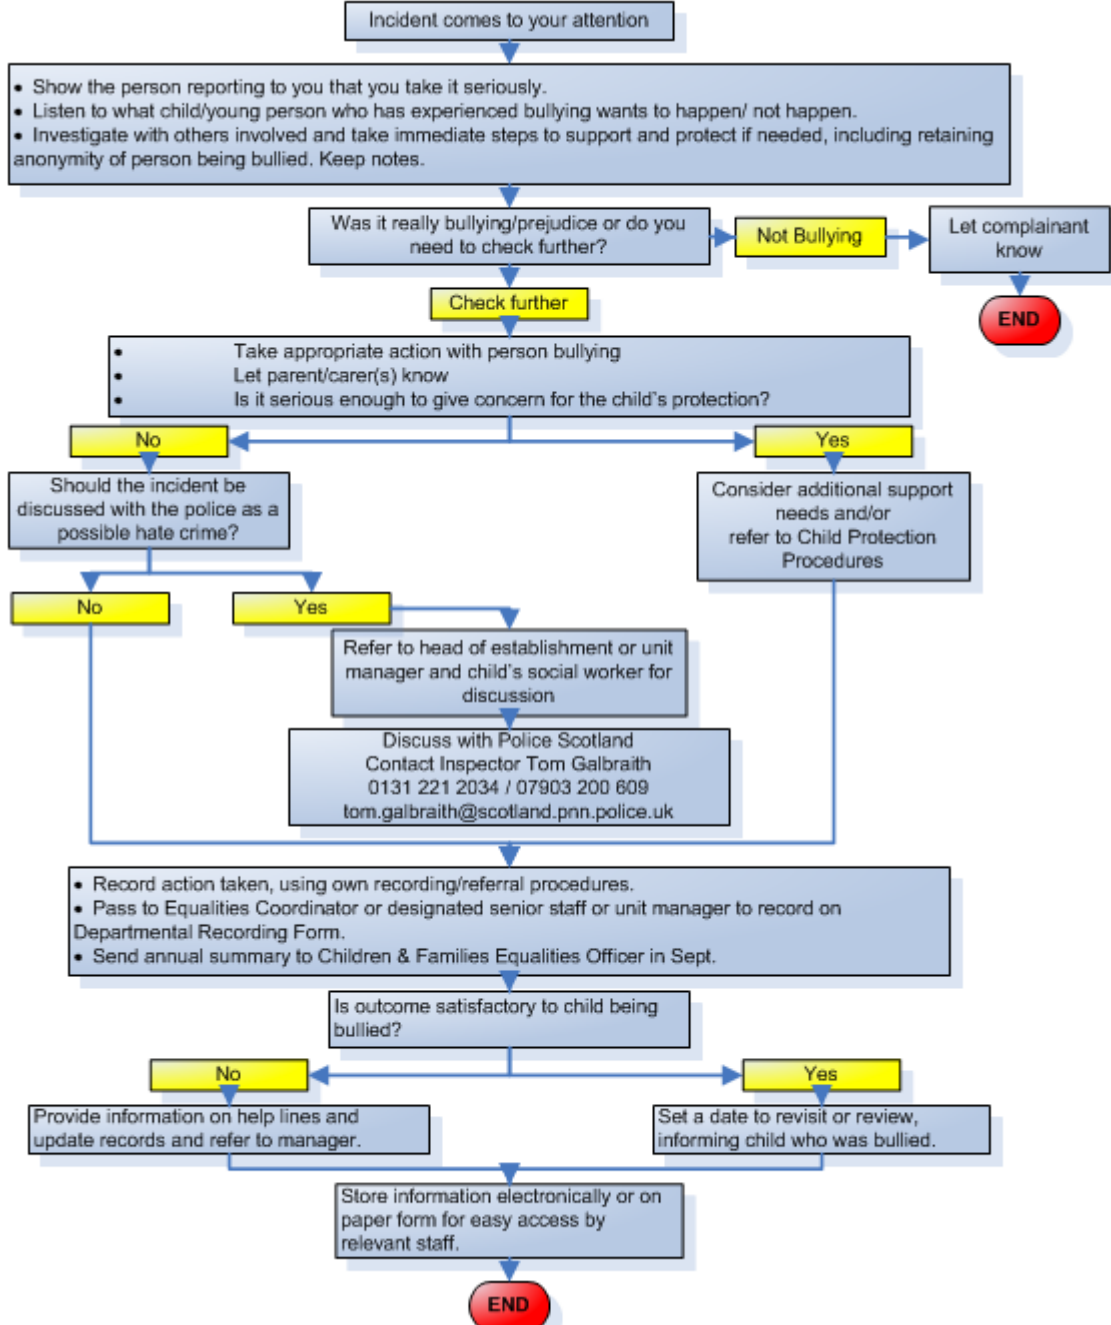 Incident comes to your attention
• Show the person reporting to you that you take it seriously.
• Listen to what child/young person who has experienced bullying wants to happen/ not happen.
• Investigate with others involved and take immediate steps to support and protect if needed, including retaining
anonymity of person being bullied. Keep notes.
Was it really bullying/prejudice or do you
need to check further?
Not Bullying
Let complainant
know
END
Check further
• Take appropriate action with person bullying
• Let parent/carer(s) know
• Is it serious enough to give concern for the child's protection?
No
Yes
Should the incident be
discussed with the police as a
possible hate crime?
Consider additional support
needs and/or
refer to Child Protection
Procedures
No
Yes
Refer to head of establishment or unit
manager and child's social worker for
discussion
Discuss with Police Scotland
Contact Inspector Tom Galbraith
0131 221 2034 / 07903 200 609
tom.galbraith@scotland.pnn.police.uk
• Record action taken, using own recording/referral procedures.
• Pass to Equalities Coordinator or designated senior staff or unit manager to record on
Departmental Recording Form.
• Send annual summary to Children & Families Equalities Officer in Sept.
Is outcome satisfactory to child being
bullied?
No
Yes
Provide information on help lines and
update records and refer to manager.
Set a date to revisit or review,
informing child who was bullied.
Store information electronically or on
paper form for easy access by
relevant staff.
END